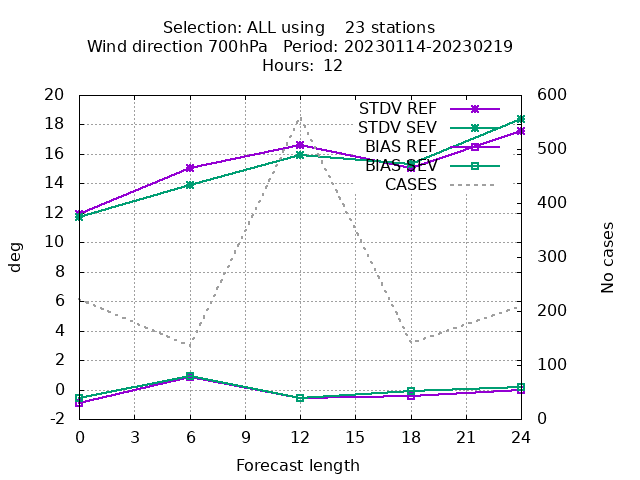 Selection: ALL using    23 stations
Wind direction 700hPa   Period: 20230114-20230219
Hours:  12
20
18
16
14
12
10
8
6
4
2
0
-2
deg
600
500
400
300
200
100
0
No cases
STDV REF
STDV SEV
BIAS REF
BIAS SEV
CASES
0 3 6 9 12 15 18 21 24
Forecast length